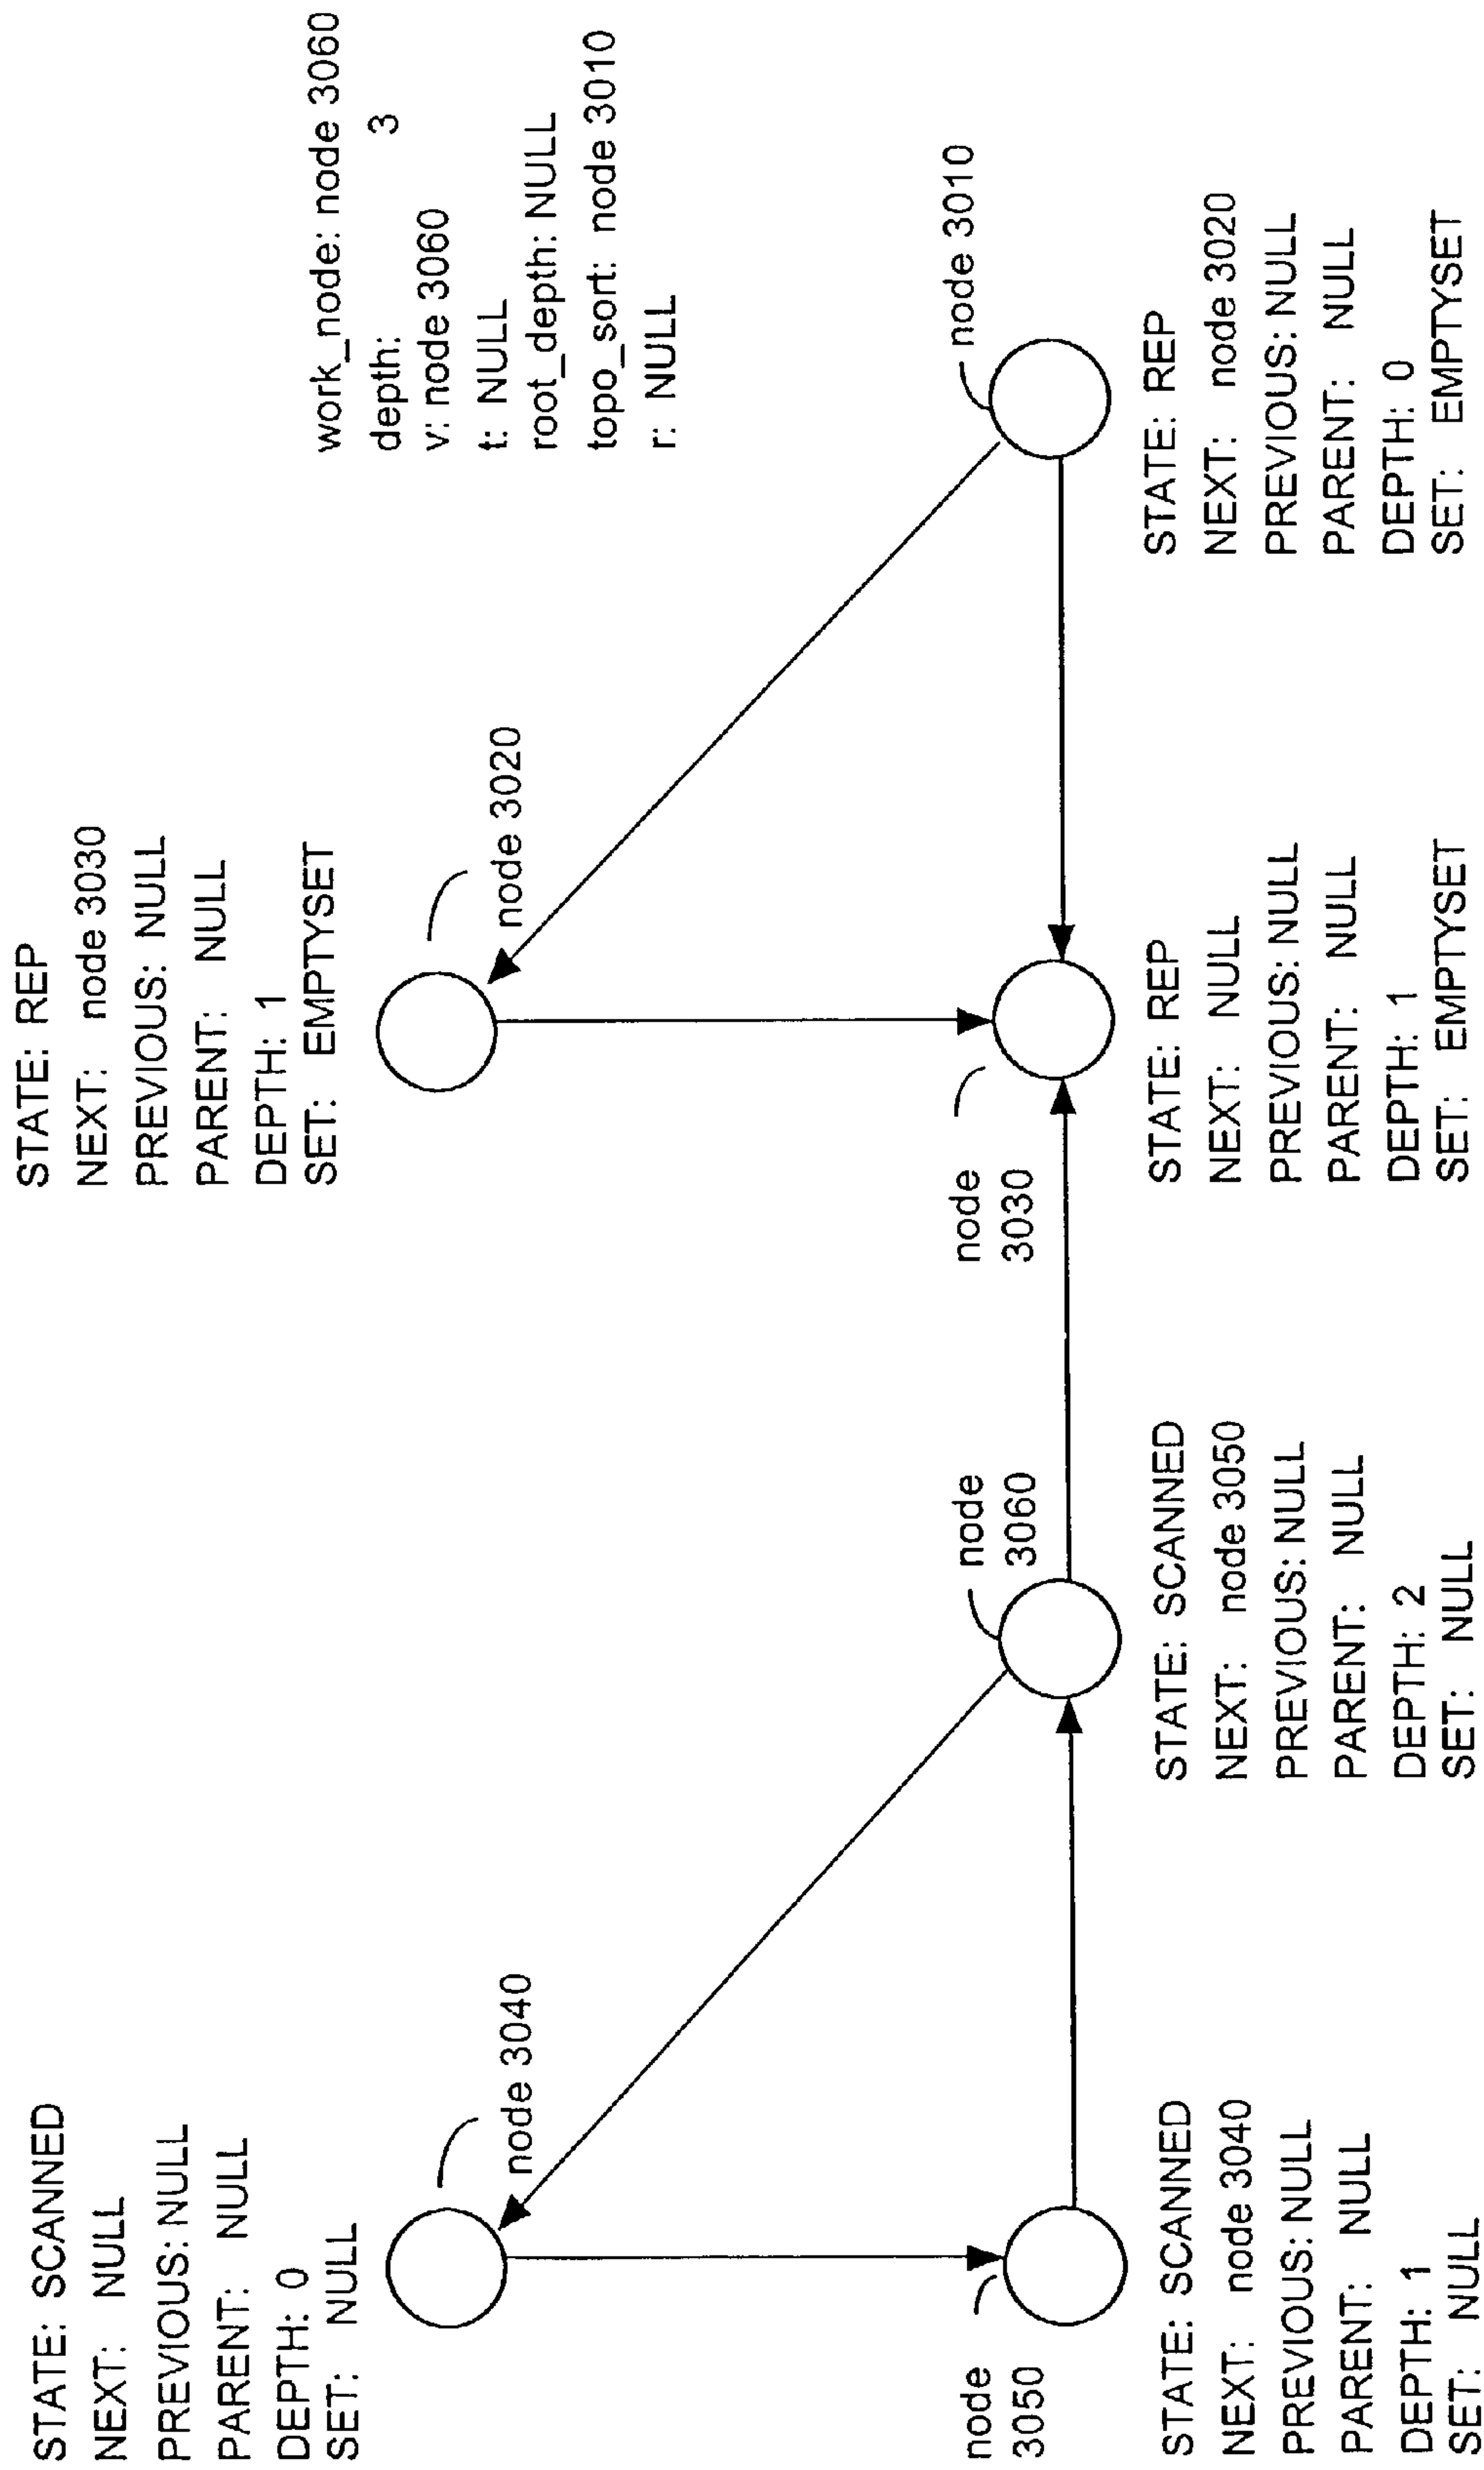 STATE: SCANNED
NEXT: NULL
PREVIOUS: NULL
PARENT: NULL
DEPTH: 0
SET: NULL
node 3040
STATE: REP
NEXT: node 3030
PREVIOUS: NULL
PARENT: NULL
DEPTH: 1
SET: EMPTYSET
node 3020
work_node: node 3060
depth: 3
v: node 3060
t: NULL
root_depth: NULL
topo_sort: node 3010
r: NULL
node
3050
STATE: SCANNED
NEXT: node 3040
PREVIOUS: NULL
PARENT: NULL
DEPTH: 1
SET: NULL
node
3060
STATE: SCANNED
NEXT: node 3050
PREVIOUS: NULL
PARENT: NULL
DEPTH: 2
SET: NULL
node
3030
STATE: REP
NEXT: NULL
PREVIOUS: NULL
PARENT: NULL
DEPTH: 1
SET: EMPTYSET
node 3010
STATE: REP
NEXT: node 3020
PREVIOUS: NULL
PARENT: NULL
DEPTH: 0
SET: EMPTYSET